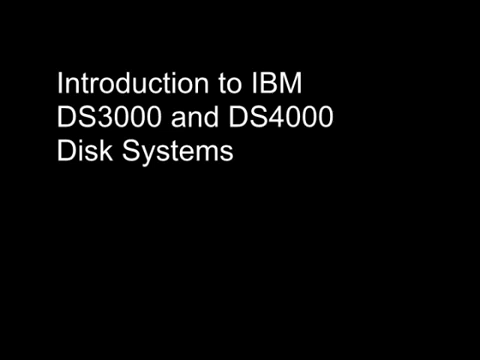 Introduction to IBM
DS3000 and DS4000
Disk Systems